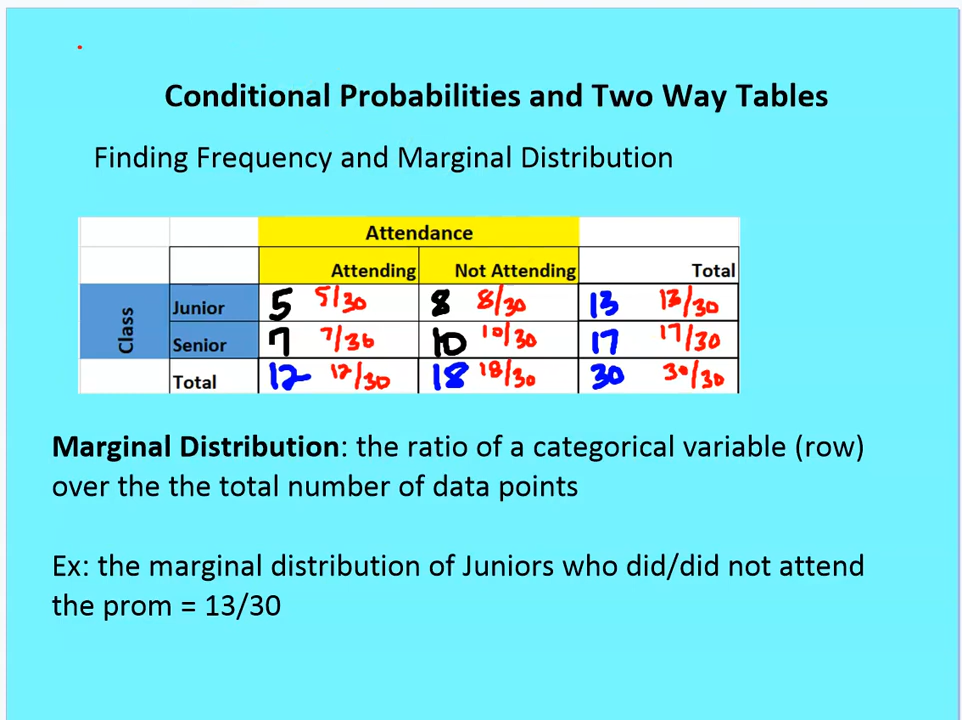 Conditional Probabilities and Two Way Tables
Finding Frequency and Marginal Distribution
Attendance
Attending Not Attending Total
Class
Junior 5 5/30 8 8/30 13 13/30
Senior 7 7/30 10 10/30 17 17/30
Total 12 12/30 18 18/30 30 30/30
Marginal Distribution: the ratio of a categorical variable (row)
over the the total number of data points
Ex: the marginal distribution of Juniors who did/did not attend
the prom = 13/30